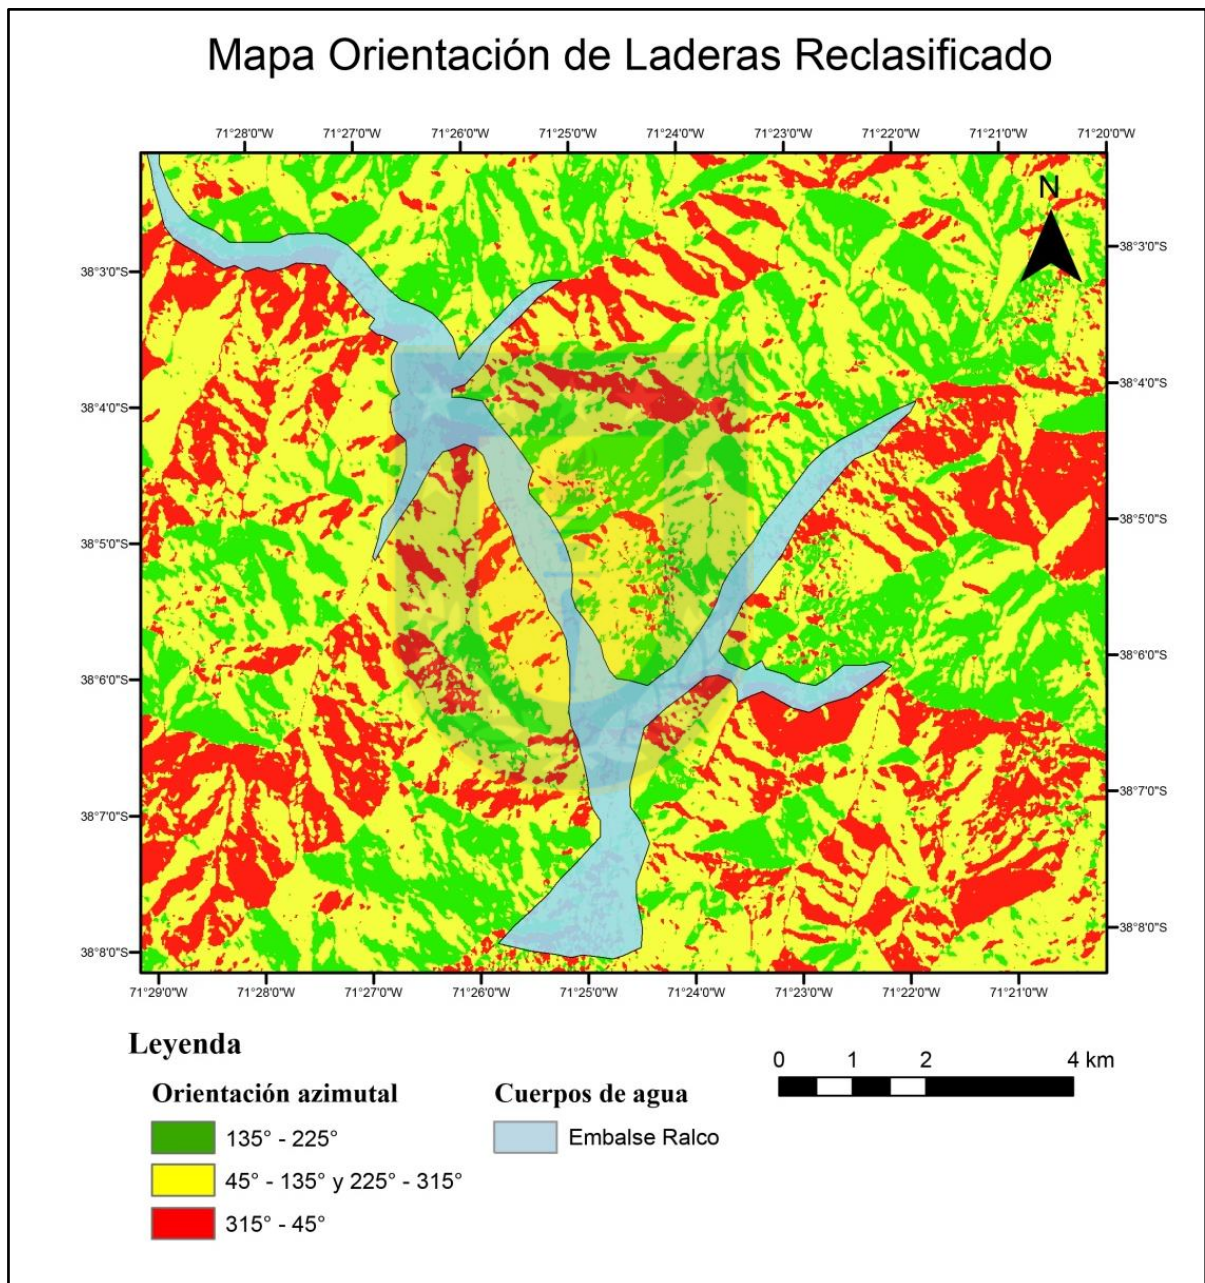 Mapa Orientación de Laderas Reclasificado
71°28'0"W 71°27'0"W 71°26'0"W 71°25'0"W 71°24'0"W 71°23'0"W 71°22'0"W 71°21'0"W 71°20'0"W
N
38°3'0"S
38°3'0"S
38°4'0"S
38°4'0"S
38°5'0"S
38°5'0"S
38°6'0"S
38°6'0"S
38°7'0"S
38°7'0"S
38°8'0"S
38°8'0"S
71°29'0"W 71°28'0"W 71°27'0"W 71°26'0"W 71°25'0"W 71°24'0"W 71°23'0"W 71°22'0"W 71°21'0"W
Leyenda
0 1 2 4 km
Orientación azimutal
Cuerpos de agua
135° - 225°
Embalse Ralco
45° - 135° y 225° - 315°
315° - 45°